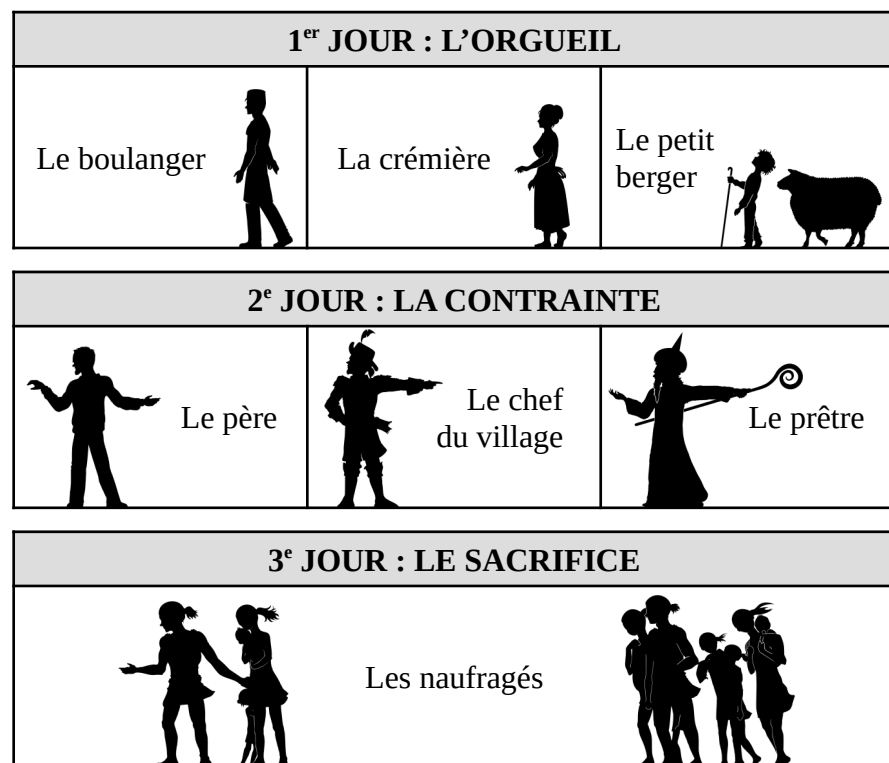 1er JOUR : L’ORGUEIL
Le boulanger
La crémière
Le petit
berger
2e JOUR : LA CONTRAINTE
Le père
Le chef
du village
Le prêtre
3e JOUR : LE SACRIFICE
Les naufragés